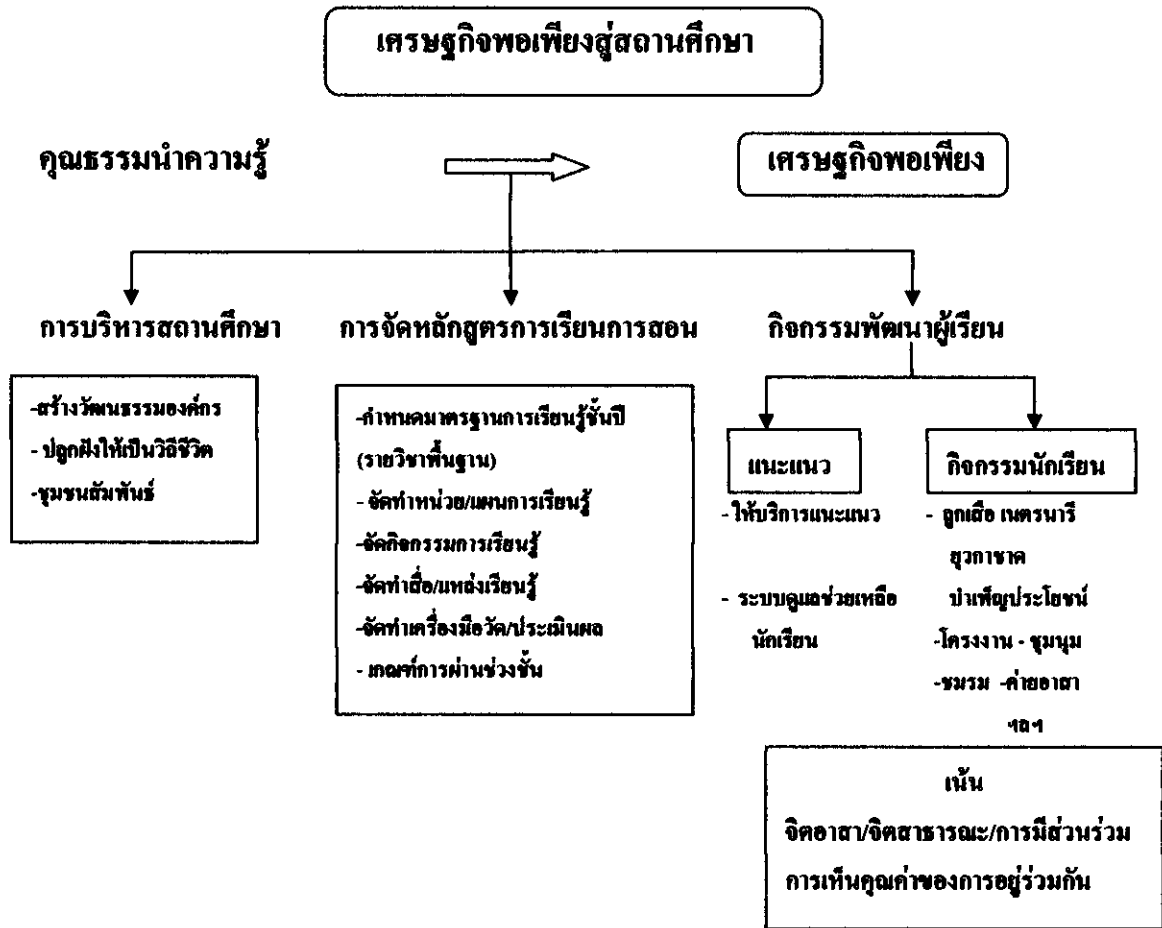 เศรษฐกิจพอเพียงสู่สถานศึกษา
คุณธรรมนำความรู้
เศรษฐกิจพอเพียง
การบริหารสถานศึกษา
-สร้างวัฒนธรรมองค์กร
- ปลูกฝังให้เป็นวิถีชีวิต
-ชุมชนสัมพันธ์
การจัดหลักสูตรการเรียนการสอน
-กำหนดมาตรฐานการเรียนรู้ชั้นปี
(รายวิชาพื้นฐาน)
- จัดทำหน่วย/แผนการเรียนรู้
-จัดกิจกรรมการเรียนรู้
-จัดทำสื่อ/แหล่งเรียนรู้
-จัดทำเครื่องมือวัด/ประเมินผล
- เกณฑ์การผ่านช่วงชั้น
กิจกรรมพัฒนาผู้เรียน
แนะแนว
- ให้บริการแนะแนว
- ระบบดูแลช่วยเหลือ
นักเรียน
กิจกรรมนักเรียน
- ลูกเสือ เนตรนารี
ยุวกาชาด
บำเพ็ญประโยชน์
-โครงงาน - ชุมนุม
-ชมรม -ค่ายอาสา
ฯลฯ
เน้น
จิตอาสา/จิตสาธารณะ/การมีส่วนร่วม
การเห็นคุณค่าของการอยู่ร่วมกัน